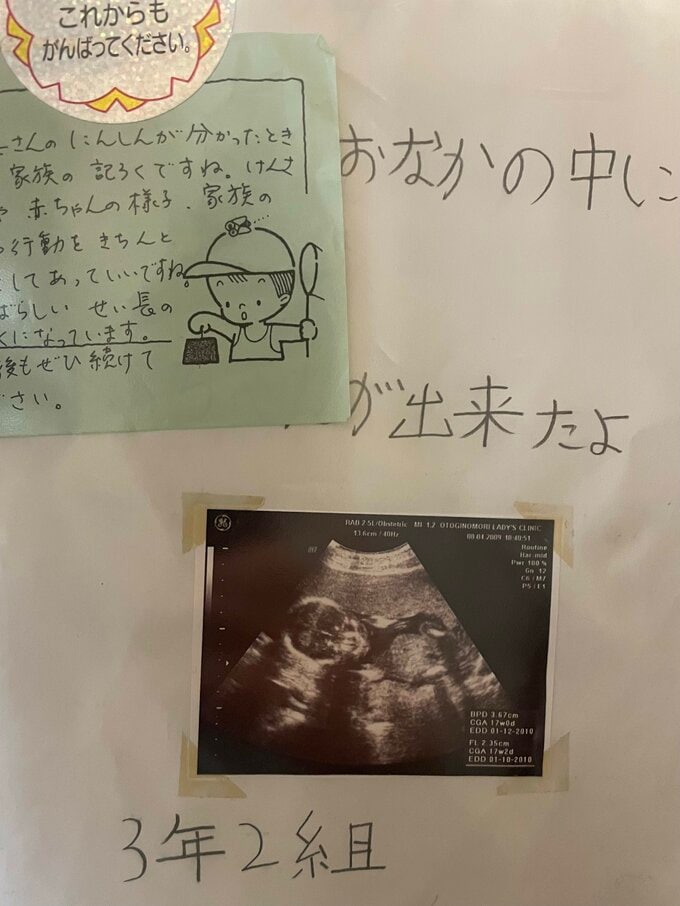 これからも
がんばってください。
さんの にんしんが 分かったとき
家族の 記ろくですね。けんさ
赤ちゃんの様子、家族の
行動を きちんと
してあっていいですね
ばらしい せい長の
くになっています。
後もぜひ 続けて
ださい。
おなかの中に
が出来たよ
GE
RAB 2.5L/Obstetric MI 1.2 OTOGINOMORI LADY'S CLINIC
13.6cm / 40Hz
Routine
Har.mid
Pwr 100 %
Gn 12
C6 / M7
P5 / E1
BPD 3.67cm
CGA 17w0d
EDD 01-12-2010
FL 2.35cm
CGA 17w2d
EDD 01-10-2010
3年2組